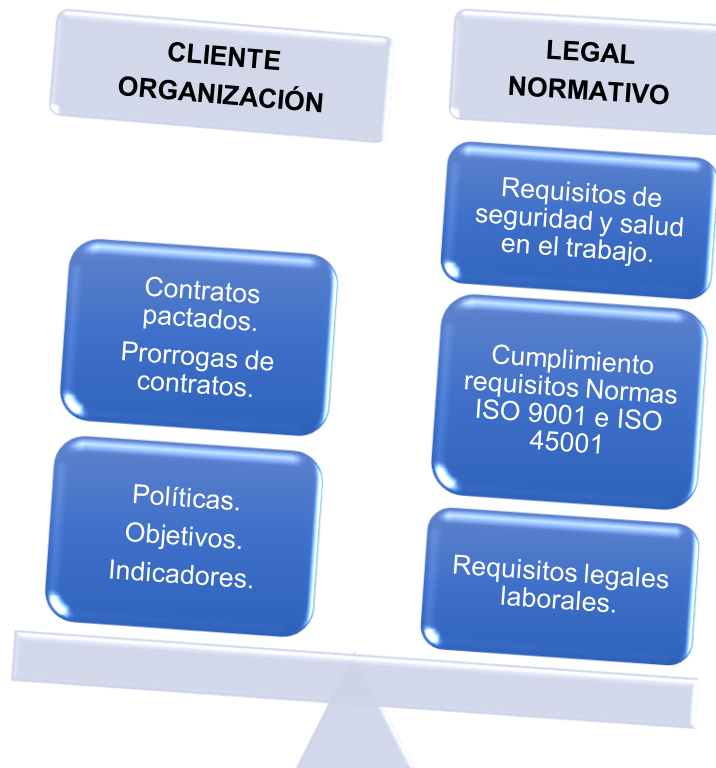 CLIENTE
ORGANIZACIÓN
Contratos
pactados.
Prorrogas de
contratos.
Políticas.
Objetivos.
Indicadores.
LEGAL
NORMATIVO
Requisitos de
seguridad y salud
en el trabajo.
Cumplimiento
requisitos Normas
ISO 9001 e ISO
45001
Requisitos legales
laborales.